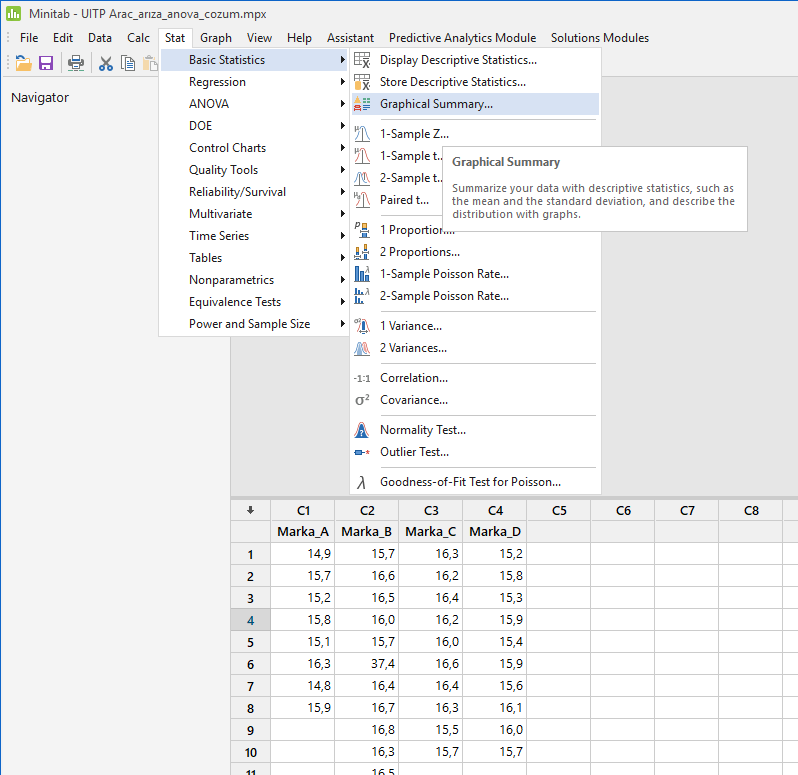 Minitab - UITP Arac_arıza_anova_cozum.mpx
File Edit Data Calc Stat Graph View Help Assistant Predictive Analytics Module Solutions Modules
Navigator
Basic Statistics
Regression
ANOVA
DOE
Control Charts
Quality Tools
Reliability/Survival
Multivariate
Time Series
Tables
Nonparametrics
Equivalence Tests
Power and Sample Size
Display Descriptive Statistics...
Store Descriptive Statistics...
Graphical Summary...
1-Sample Z...
1-Sample t...
2-Sample t...
Paired t...
1 Proportion...
2 Proportions...
1-Sample Poisson Rate...
2-Sample Poisson Rate...
1 Variance...
2 Variances...
Correlation...
Covariance...
Normality Test...
Outlier Test...
Goodness-of-Fit Test for Poisson...
Graphical Summary
Summarize your data with descriptive statistics, such as
the mean and the standard deviation, and describe the
distribution with graphs.
C1 C2 C3 C4 C5 C6 C7 C8
Marka_A Marka_B Marka_C Marka_D
1 14,9 15,7 16,3 15,2
2 15,7 16,6 16,2 15,8
3 15,2 16,5 16,4 15,3
4 15,8 16,0 16,2 15,9
5 15,1 15,7 16,0 15,4
6 16,3 37,4 16,6 15,9
7 14,8 16,4 16,4 15,6
8 15,9 16,7 16,3 16,1
9 16,8 15,5 16,0
10 16,3 15,7 15,7
11 16,5